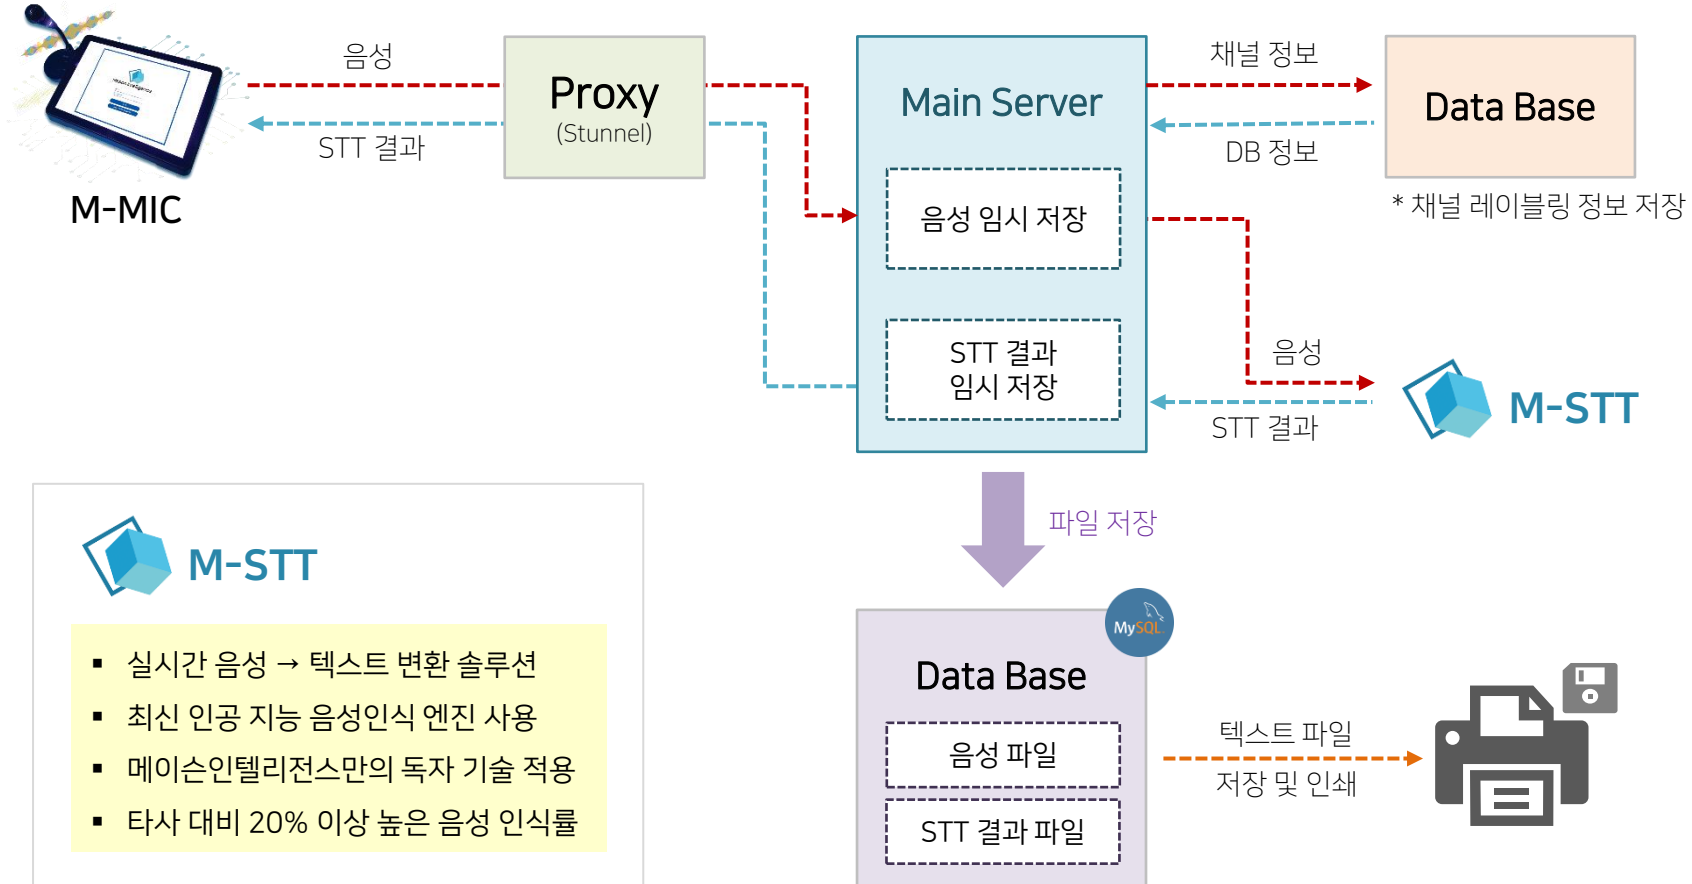 음성
STT 결과
M-MIC
Proxy
(Stunnel)
Main Server
음성 임시 저장
STT 결과
임시 저장
채널 정보
DB 정보
Data Base
* 채널 레이블링 정보 저장
음성
STT 결과
M-STT
파일 저장
M-STT
▪ 실시간 음성 → 텍스트 변환 솔루션
▪ 최신 인공 지능 음성인식 엔진 사용
▪ 메이슨인텔리전스만의 독자 기술 적용
▪ 타사 대비 20% 이상 높은 음성 인식률
MySQL
Data Base
음성 파일
STT 결과 파일
텍스트 파일
저장 및 인쇄